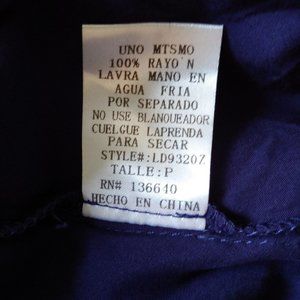 UNO MTSMO
100% RAYO'N
LAVRA MANO EN
AGUA FRIA
POR SEPARADO
NO USE BLANQUEADOR
CUELGUE LAPRENDA
PARA SECAR
STYLE#:LD9320Z
TALLE:P
RN# 136640
HECHO EN CHINA